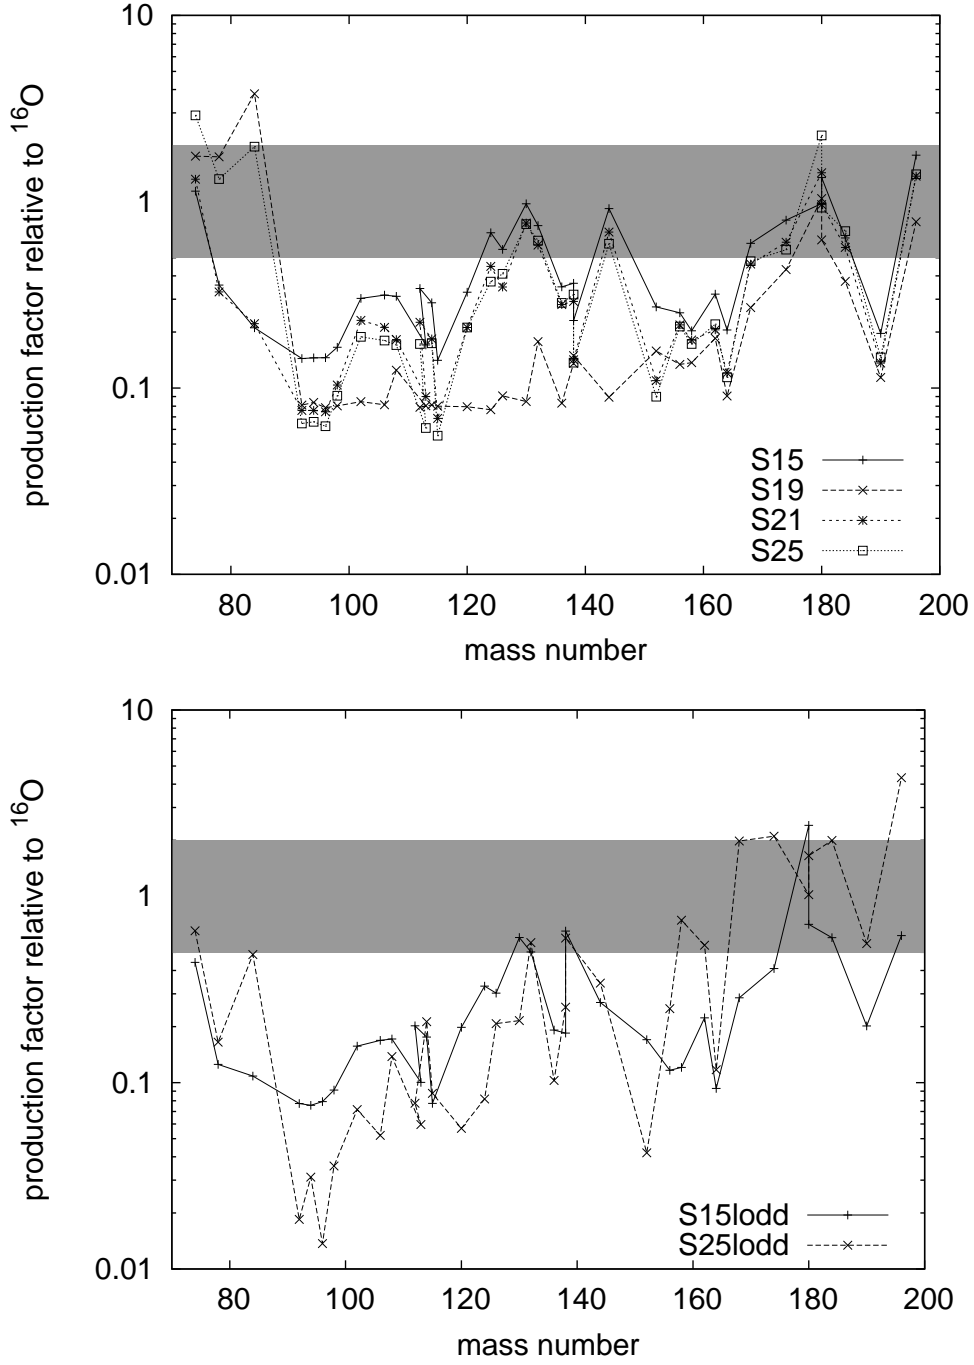 10
1
0.1
0.01
production factor relative to ¹⁶O
S15
S19
S21
S25
80 100 120 140 160 180 200
mass number
10
1
0.1
0.01
production factor relative to ¹⁶O
S15lodd
S25lodd
80 100 120 140 160 180 200
mass number